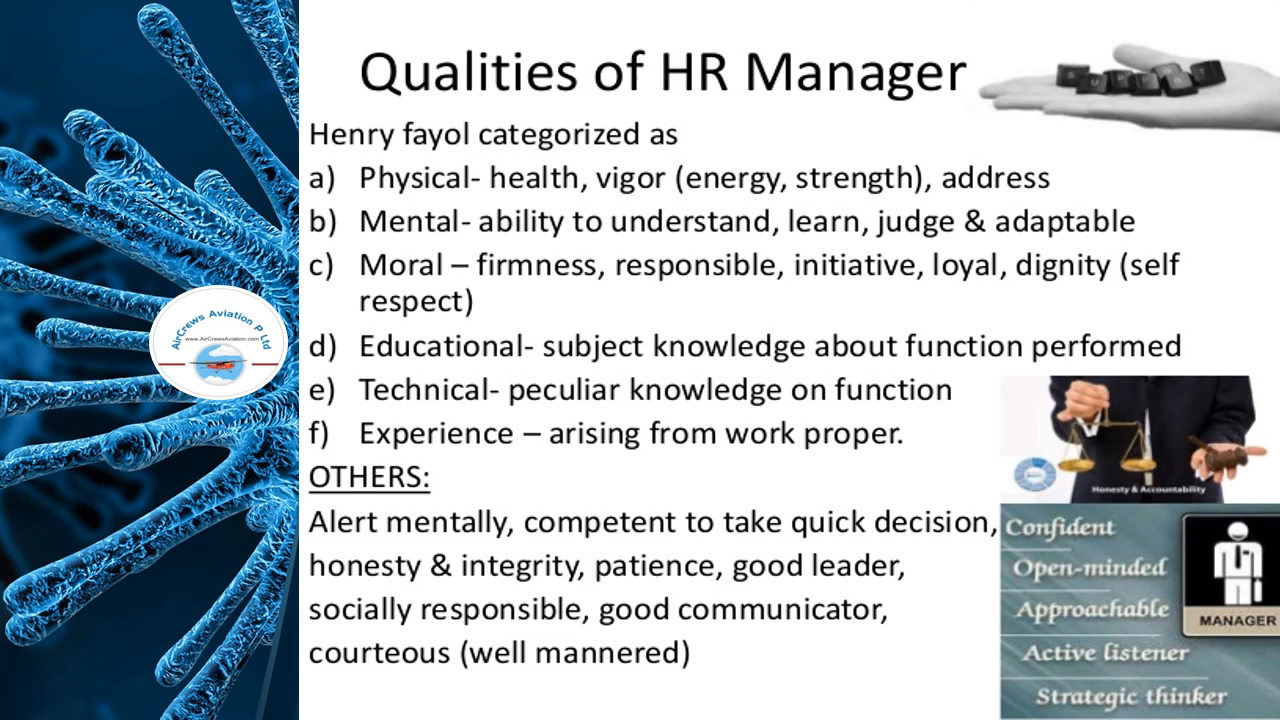 Qualities of HR Manager
Henry fayol categorized as
a) Physical- health, vigor (energy, strength), address
b) Mental- ability to understand, learn, judge & adaptable
c) Moral – firmness, responsible, initiative, loyal, dignity (self
respect)
d) Educational- subject knowledge about function performed
e) Technical- peculiar knowledge on function
f) Experience – arising from work proper.
OTHERS:
Alert mentally, competent to take quick decision,
honesty & integrity, patience, good leader,
socially responsible, good communicator,
courteous (well mannered)
AirCrews Aviation P Ltd
www.AirCrewsAviation.com
Honesty & Accountability
Confident
Open-minded
Approachable
Active listener
Strategic thinker
MANAGER